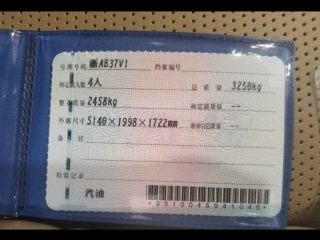 号牌号码 浙AB37V1 档案编号
核定载人数 4人 总质量 3250kg
整备质量 2458kg 核定载质量 --
外廓尺寸 5140×1998×1722mm 准牵引总质量 --
备注
检验记录
汽油
*3310045941046*